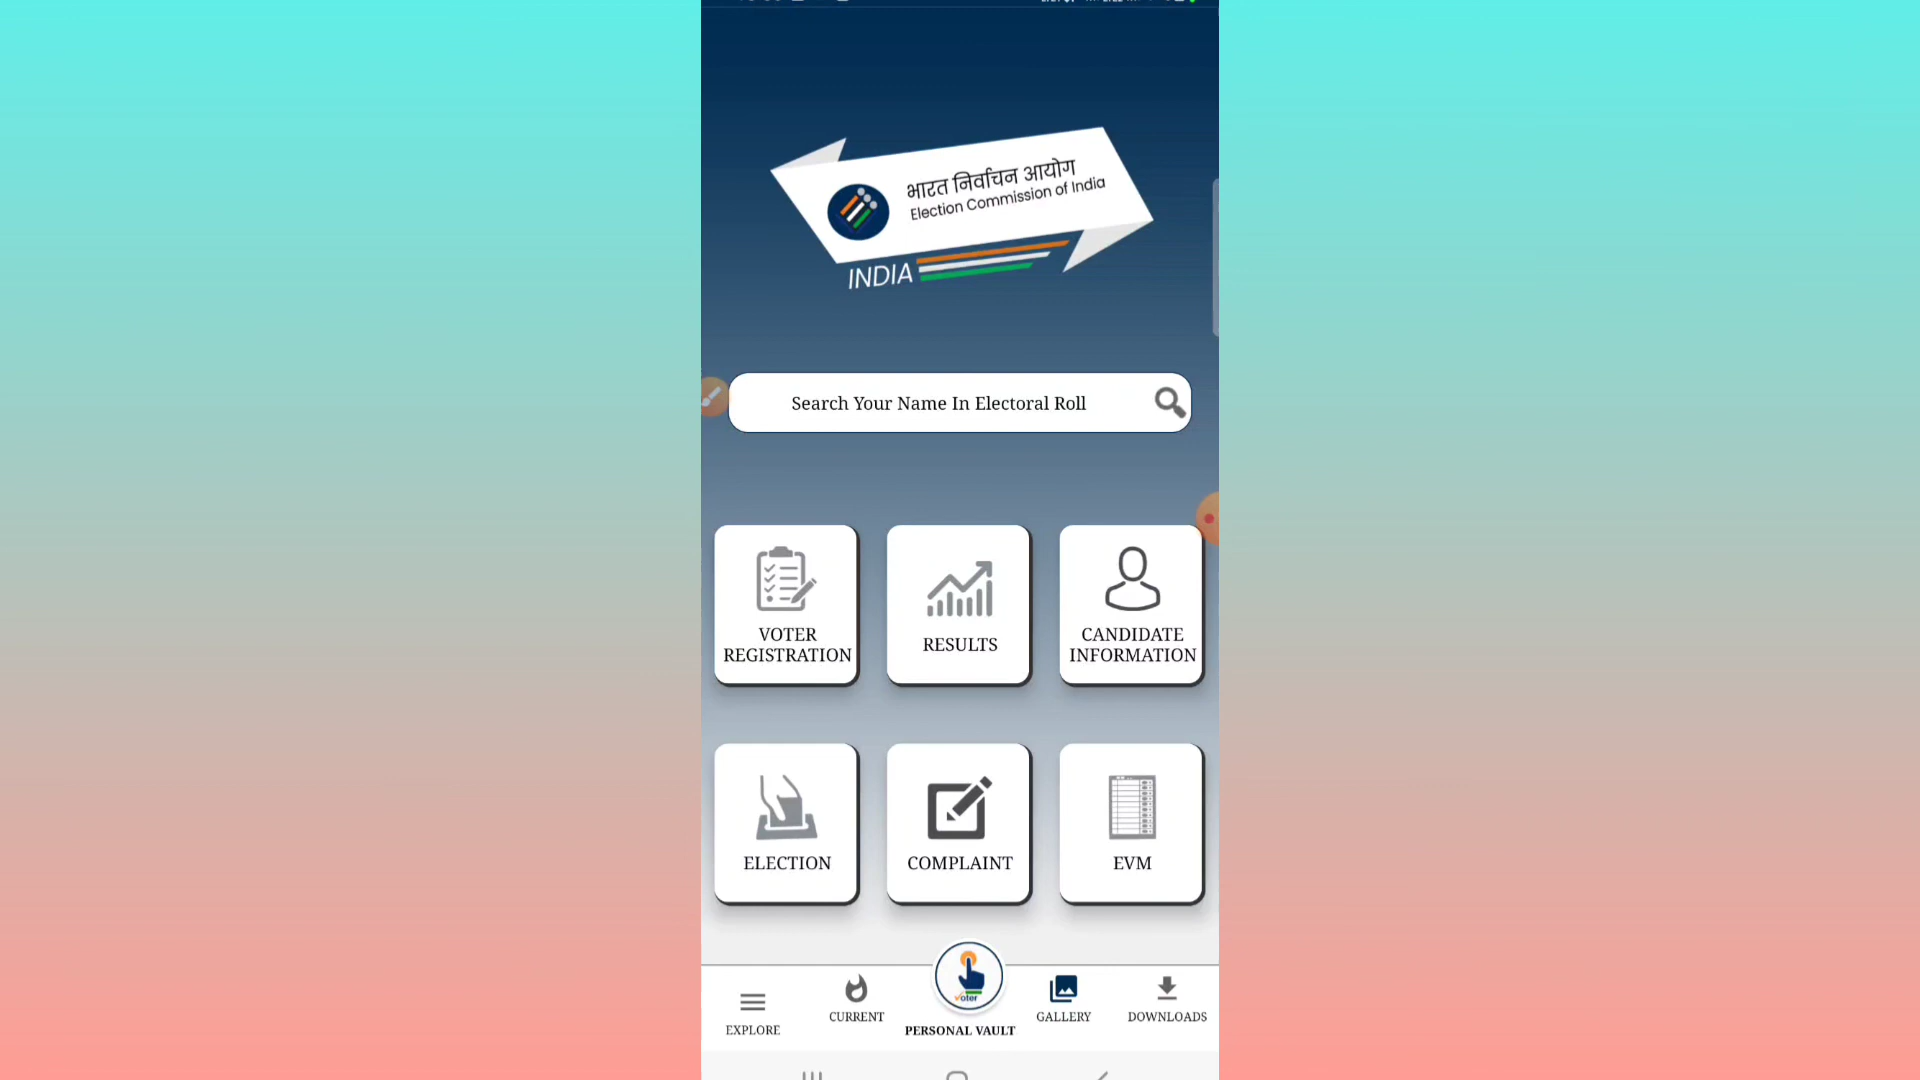 भारत निर्वाचन आयोग
Election Commission of India
INDIA
Search Your Name In Electoral Roll
VOTER
REGISTRATION
RESULTS
CANDIDATE
INFORMATION
ELECTION
COMPLAINT
EVM
Voter
EXPLORE
CURRENT
PERSONAL VAULT
GALLERY
DOWNLOADS